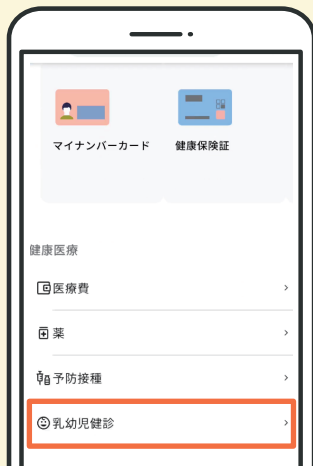 マイナンバーカード 健康保険証
健康医療
医療費
薬
予防接種
乳幼児健診